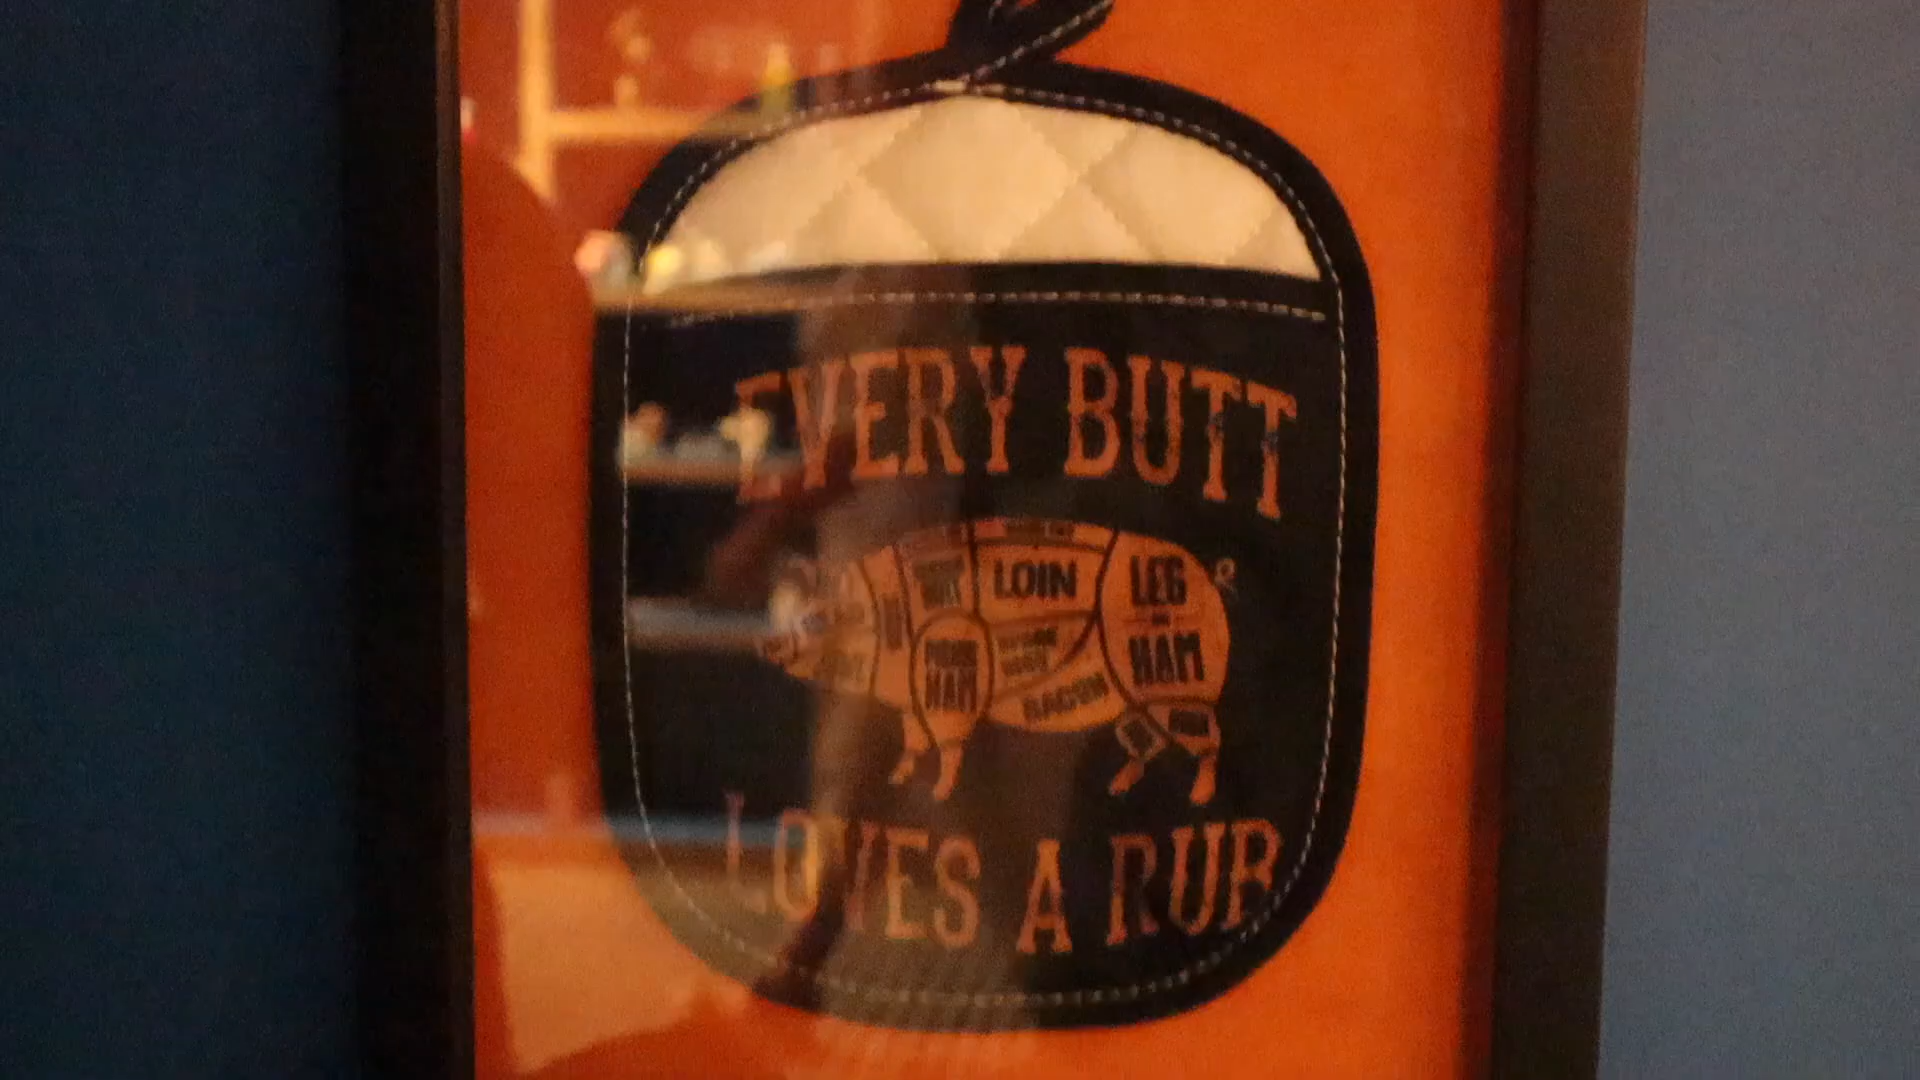 EVERY BUTT
LOIN
LEG
HAM
HAM
BACON
LOVES A RUB